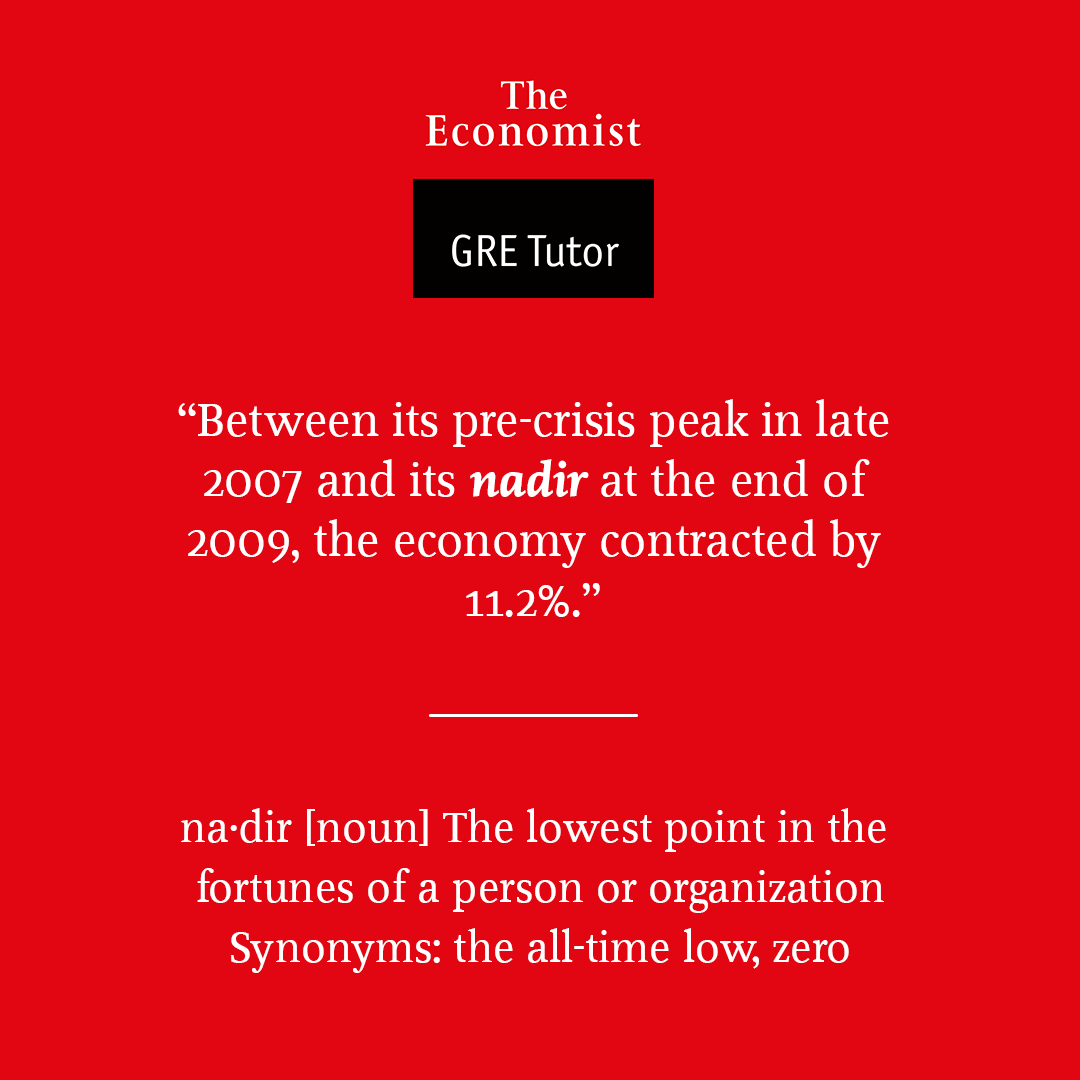 The
Economist
GRE Tutor
“Between its pre-crisis peak in late
2007 and its nadir at the end of
2009, the economy contracted by
11.2%.”
na·dir [noun] The lowest point in the
fortunes of a person or organization
Synonyms: the all-time low, zero